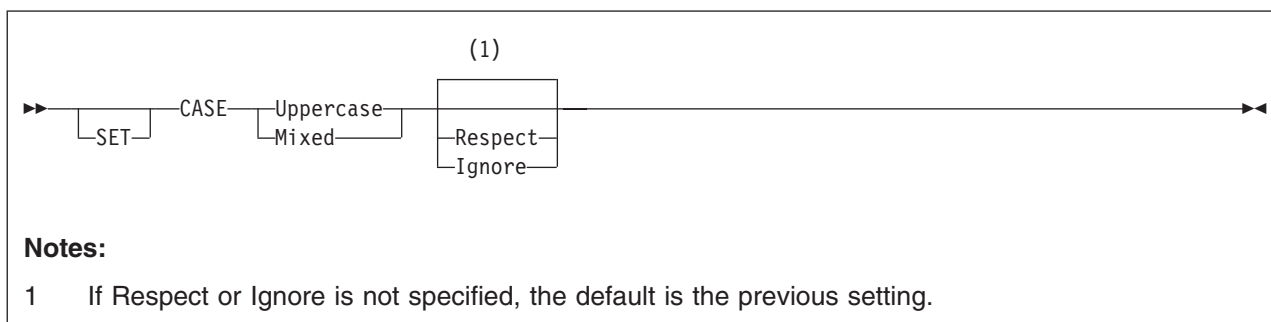 (1)
CASE Uppercase
SET Mixed Respect
Ignore
Notes:
1 If Respect or Ignore is not specified, the default is the previous setting.